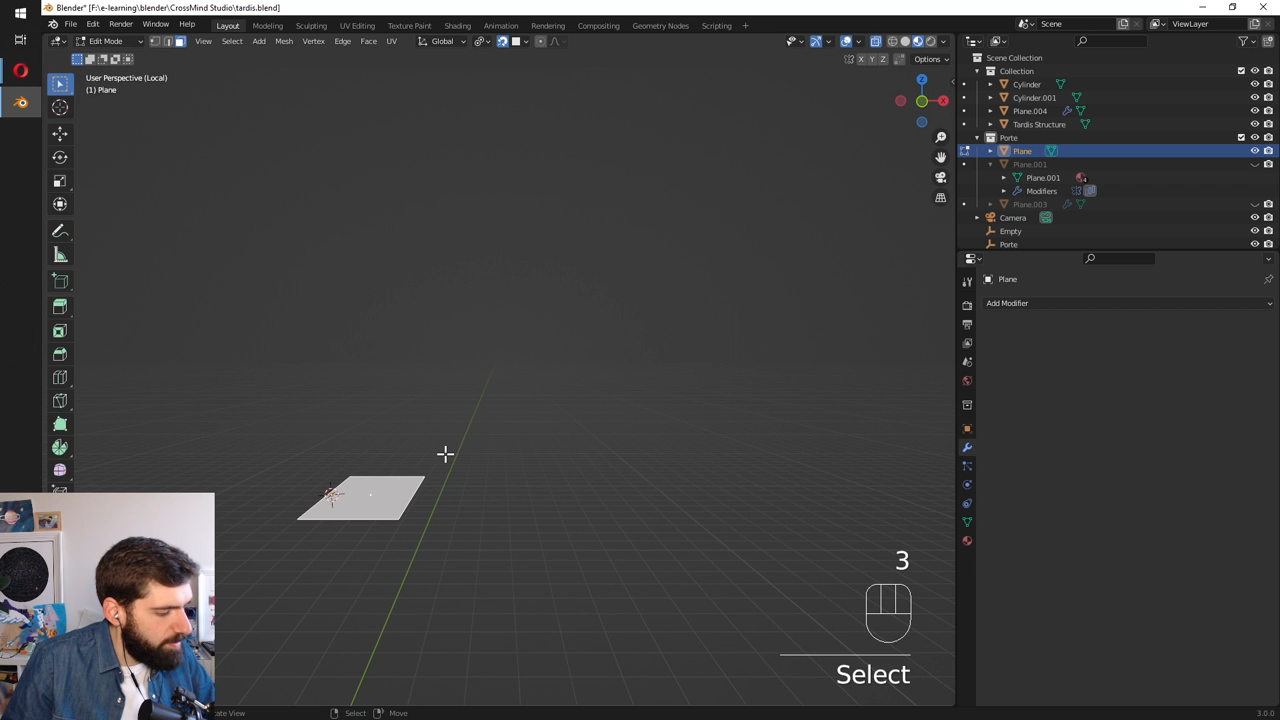 Blender* [F:\e-learning\blender\CrossMind Studio\tardis.blend]
File Edit Render Window Help Layout Modeling Sculpting UV Editing Texture Paint Shading Animation Rendering Compositing Geometry Nodes Scripting + Scene ViewLayer
Edit Mode View Select Add Mesh Vertex Edge Face UV Global
X Y Z Options
User Perspective (Local)
(1) Plane
Z
X
Scene Collection
Collection
Cylinder
Cylinder.001
Plane.004
Tardis Structure
Porte
Plane
Plane.001
Plane.001 4
Modifiers
Plane.003
Camera
Empty
Porte
Plane
Add Modifier
3
Select
tate View Select Move 3.0.0